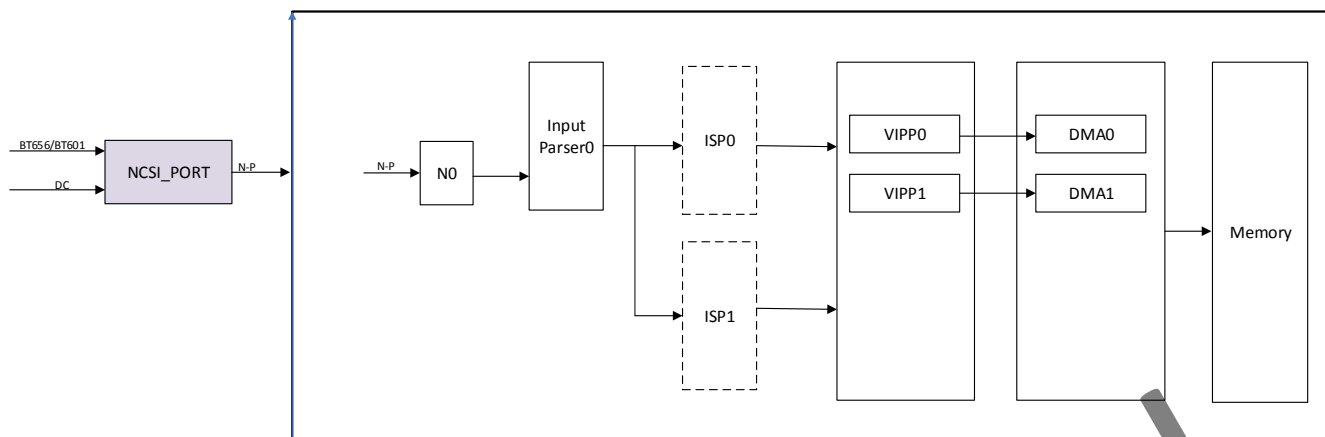 BT656/BT601
DC
NCSI_PORT
N-P
N-P
N0
Input
Parser0
ISP0
ISP1
VIPP0
VIPP1
DMA0
DMA1
Memory